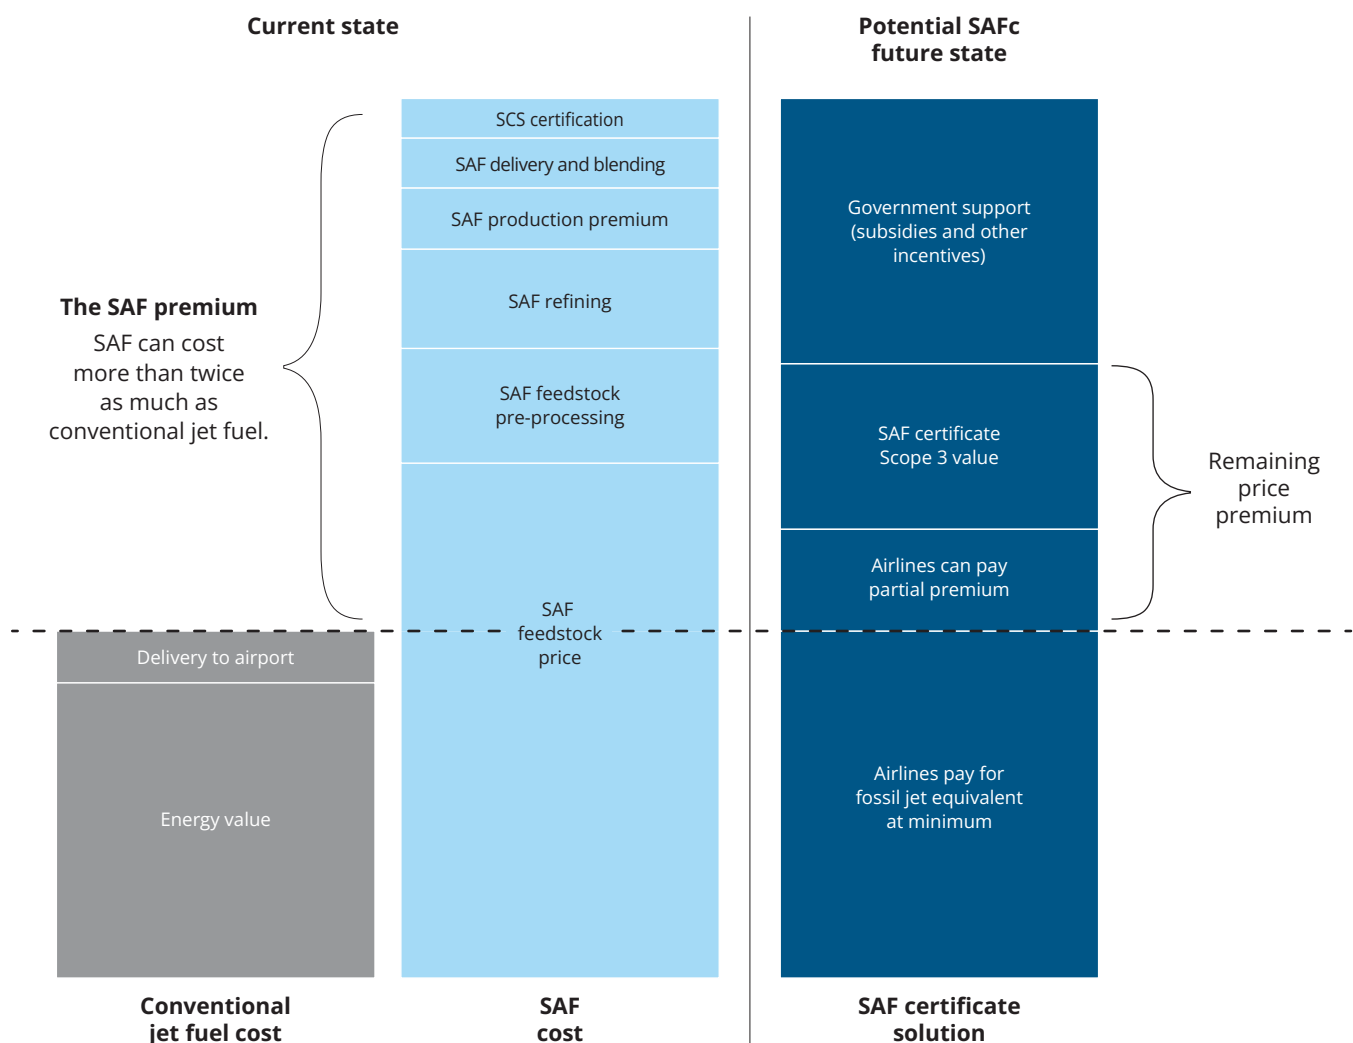 Current state
Potential SAFc
future state
SCS certification
SAF delivery and blending
SAF production premium
SAF refining
SAF feedstock
pre-processing
SAF
feedstock
price
The SAF premium
SAF can cost
more than twice
as much as
conventional jet fuel.
Delivery to airport
Energy value
Government support
(subsidies and other
incentives)
SAF certificate
Scope 3 value
Airlines can pay
partial premium
Airlines pay for
fossil jet equivalent
at minimum
Remaining
price
premium
Conventional
jet fuel cost
SAF
cost
SAF certificate
solution